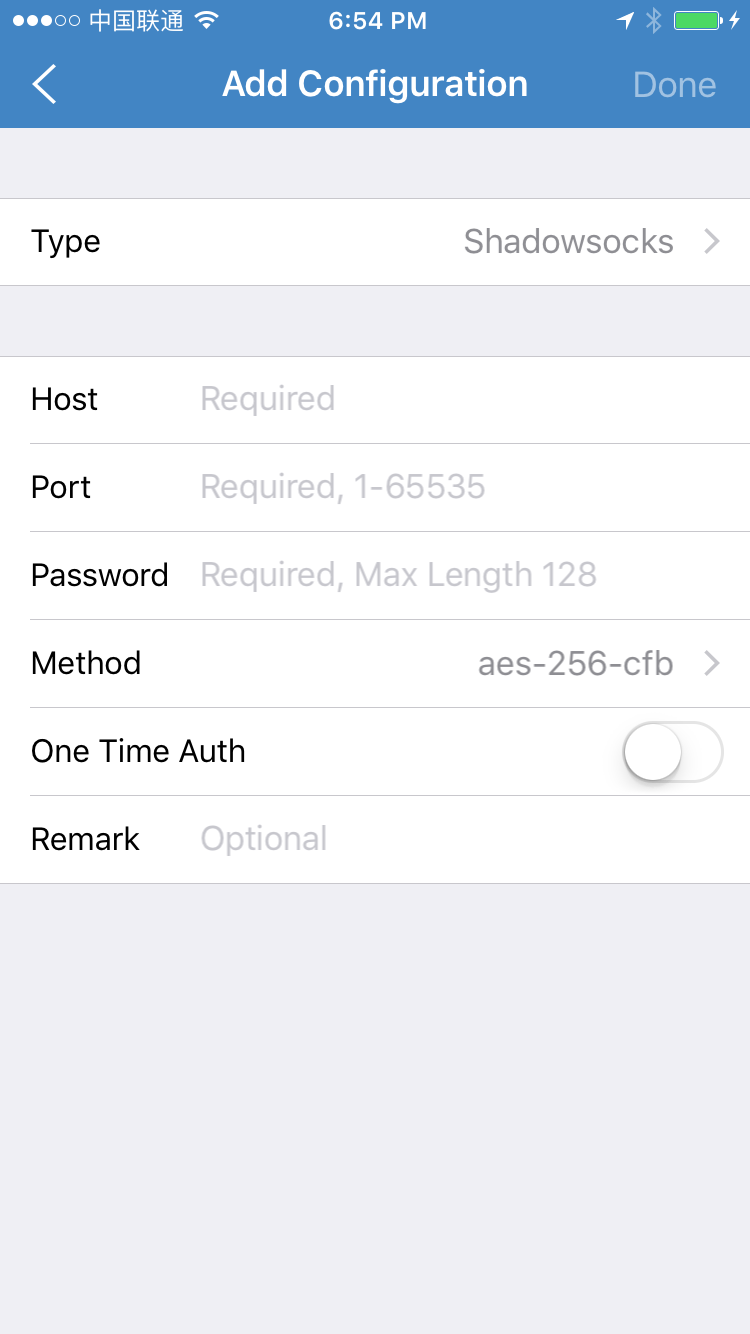 中国联通 6:54 PM
Add Configuration Done
Type Shadowsocks
Host Required
Port Required, 1-65535
Password Required, Max Length 128
Method aes-256-cfb
One Time Auth
Remark Optional